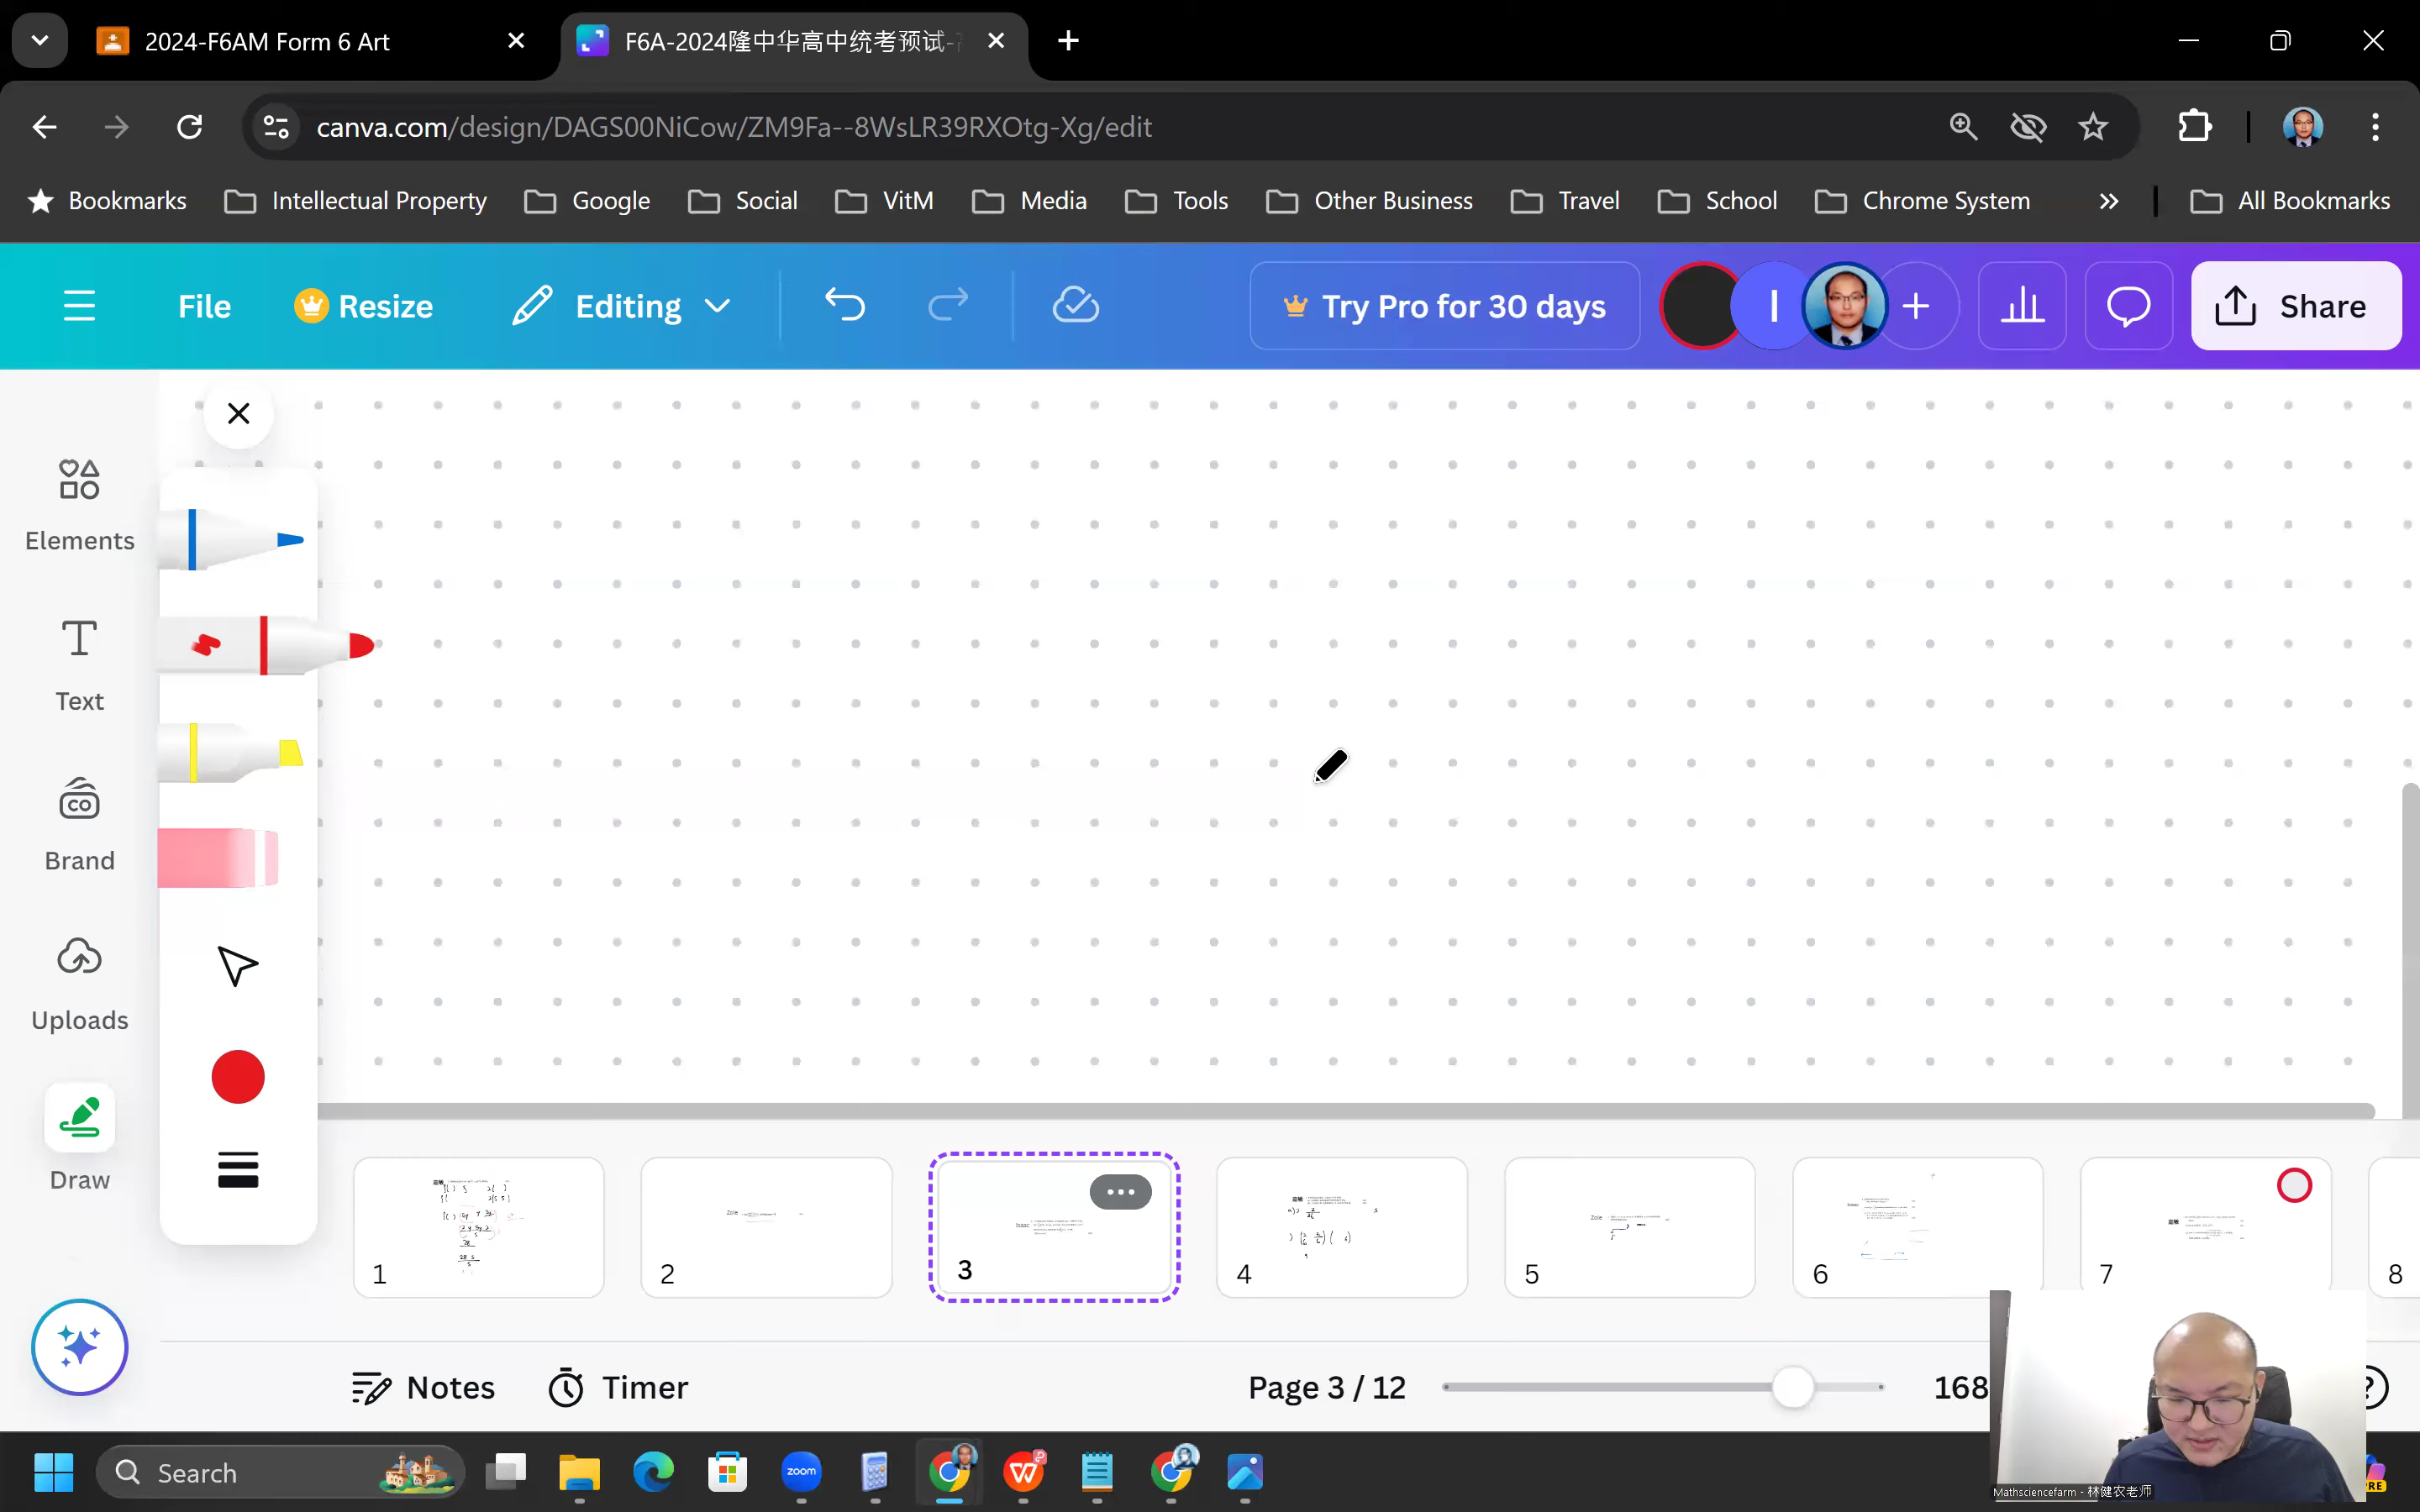 2024-F6AM Form 6 Art
F6A-2024隆中华高中统考预试-
canva.com/design/DAGS00NiCow/ZM9Fa--8WsLR39RXOtg-Xg/edit
Bookmarks
Intellectual Property
Google
Social
VitM
Media
Tools
Other Business
Travel
School
Chrome System
All Bookmarks
File
Resize
Editing
Try Pro for 30 days
I
Share
Elements
Text
CO
Brand
Uploads
Draw
1
2
3
4
5
6
7
8
Notes
Timer
Page 3 / 12
168
Search
zoom
Mathsciencefarm - 林健农老师
PRE